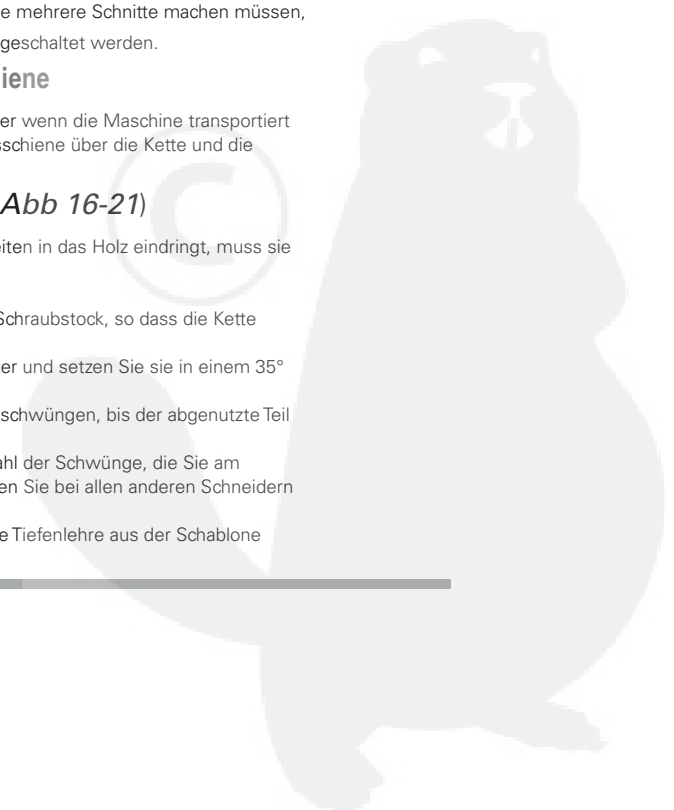 e mehrere Schnitte machen müssen,
geschaltet werden.
iene
er wenn die Maschine transportiert
sschiene über die Kette und die
Abb 16-21)
eiten in das Holz eindringt, muss sie
Schraubstock, so dass die Kette
er und setzen Sie sie in einem 35°
schwüngen, bis der abgenutzte Teil
ahl der Schwünge, die Sie am
en Sie bei allen anderen Schneidern
e Tiefenlehre aus der Schablone
©